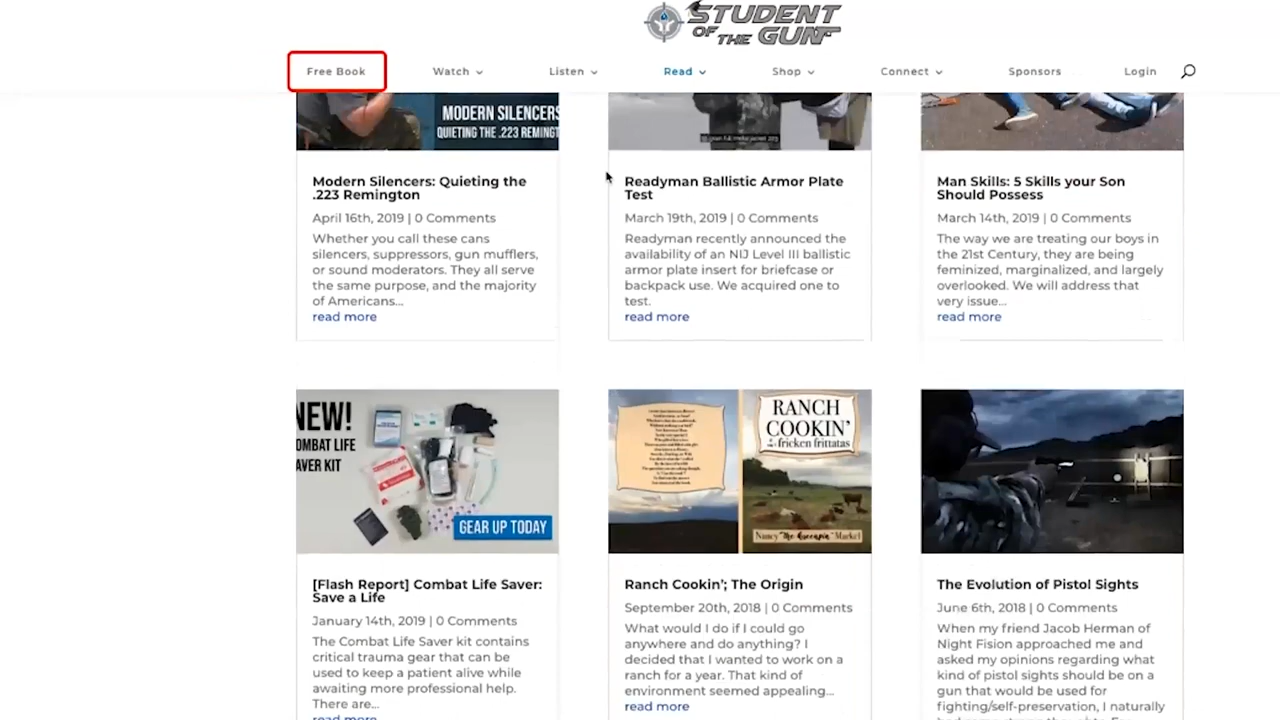 STUDENT
OF THE GUN
Free Book
Watch
Listen
Read
Shop
Connect
Sponsors
Login
MODERN SILENCERS
QUIETING THE .223 REMINGT
Modern Silencers: Quieting the
.223 Remington
April 16th, 2019 | 0 Comments
Whether you call these cans
silencers, suppressors, gun mufflers,
or sound moderators. They all serve
the same purpose, and the majority
of Americans...
read more
Readyman Ballistic Armor Plate
Test
March 19th, 2019 | 0 Comments
Readyman recently announced the
availability of an NIJ Level III ballistic
armor plate insert for briefcase or
backpack use. We acquired one to
test.
read more
Man Skills: 5 Skills your Son
Should Possess
March 14th, 2019 | 0 Comments
The way we are treating our boys in
the 21st Century, they are being
feminized, marginalized, and largely
overlooked. We will address that
very issue...
read more
NEW!
OMBAT LIFE
AVER KIT
GEAR UP TODAY
[Flash Report] Combat Life Saver:
Save a Life
January 14th, 2019 | 0 Comments
The Combat Life Saver kit contains
critical trauma gear that can be
used to keep a patient alive while
awaiting more professional help.
There are...
read more
RANCH
COOKIN'
fricken frittatas
Nancy "The Queenpin" Markel
Ranch Cookin'; The Origin
September 20th, 2018 | 0 Comments
What would I do if I could go
anywhere and do anything? I
decided that I wanted to work on a
ranch for a year. That kind of
environment seemed appealing...
read more
The Evolution of Pistol Sights
June 6th, 2018 | 0 Comments
When my friend Jacob Herman of
Night Fision approached me and
asked my opinions regarding what
kind of pistol sights should be on a
gun that would be used for
fighting/self-preservation, I naturally